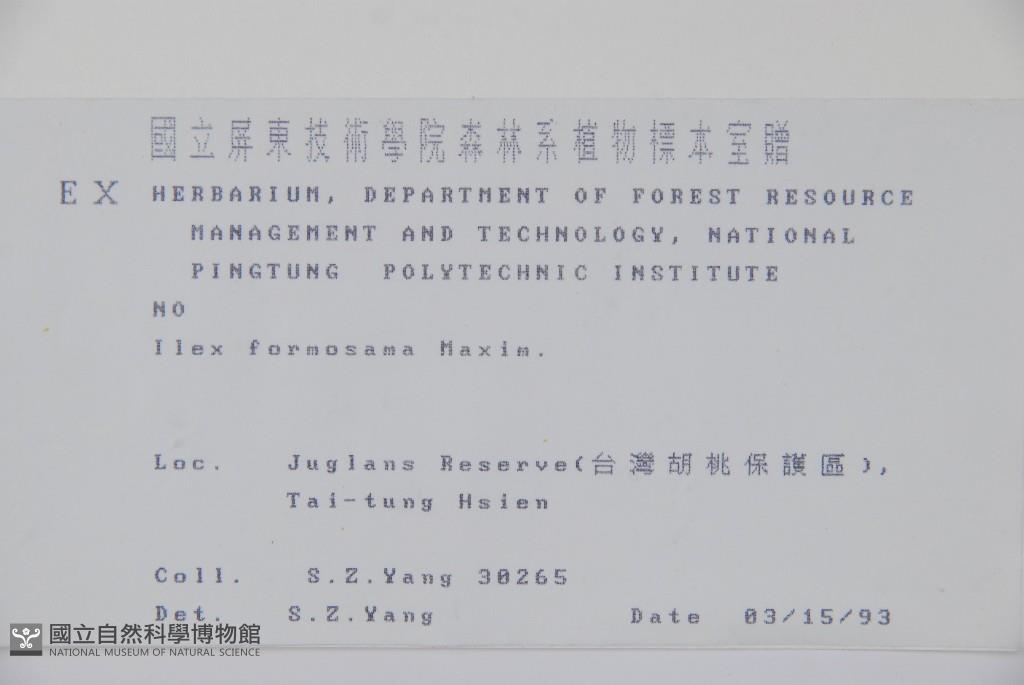 國立屏東技術學院森林系植物標本室贈
EX HERBARIUM, DEPARTMENT OF FOREST RESOURCE
MANAGEMENT AND TECHNOLOGY, NATIONAL
PINGTUNG POLYTECHNIC INSTITUTE
NO
Ilex formosama Maxim.
Loc. Juglans Reserve(台灣胡桃保護區),
Tai-tung Hsien
Coll. S.Z.Yang 30265
Det. S.Z.Yang Date 03/15/93
國立自然科學博物館
NATIONAL MUSEUM OF NATURAL SCIENCE